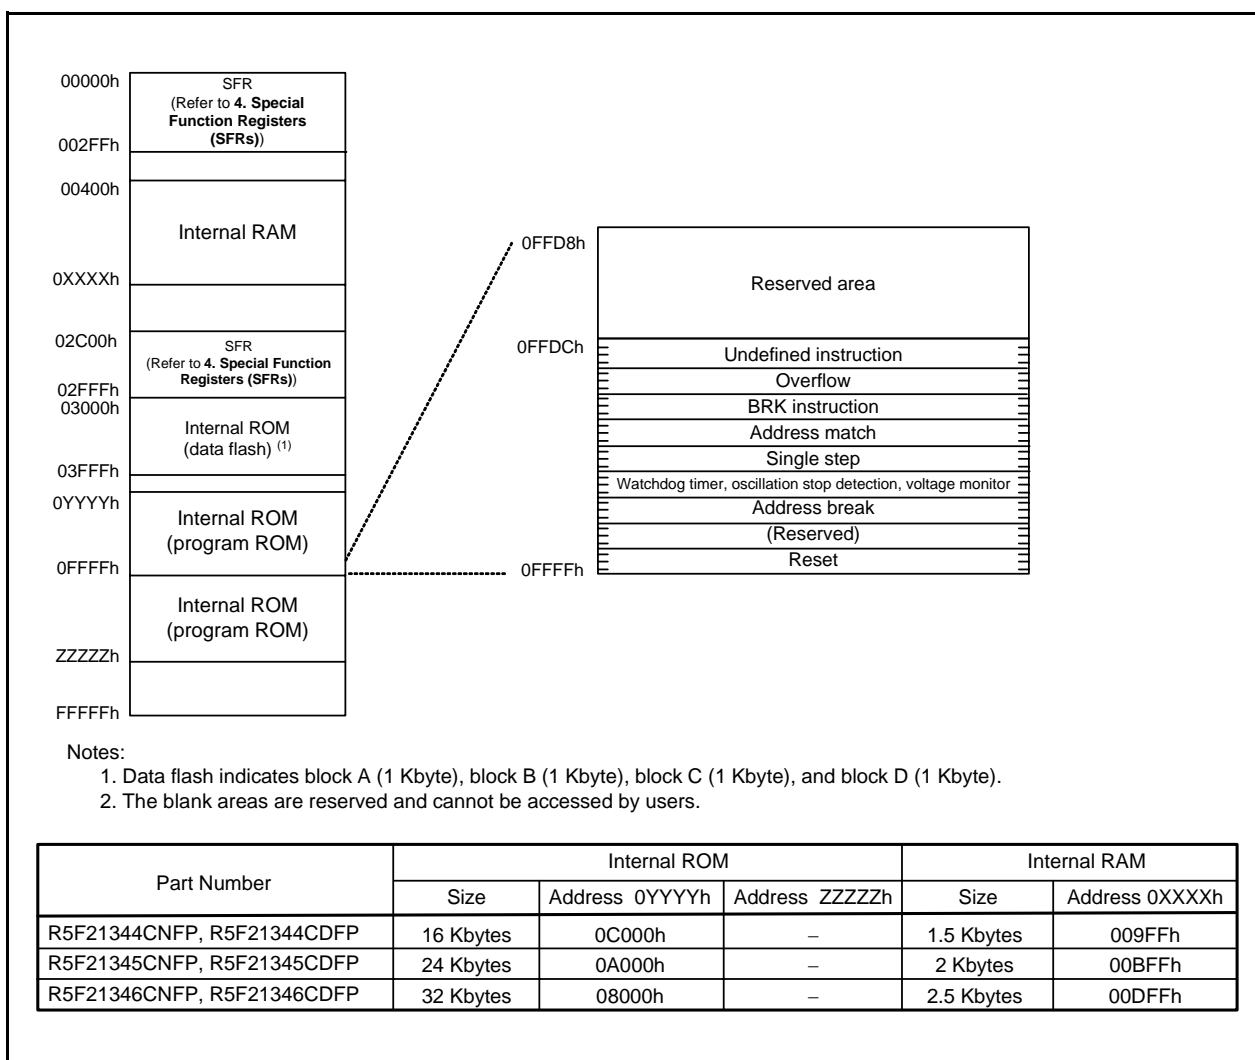 00000h
SFR
(Refer to 4. Special
Function Registers
(SFRs))
002FFh
00400h
Internal RAM
0XXXXh
02C00h
SFR
(Refer to 4. Special Function
Registers (SFRs))
02FFFh
03000h
Internal ROM
(data flash) (1)
03FFFh
0YYYYh
Internal ROM
(program ROM)
0FFFFh
Internal ROM
(program ROM)
ZZZZZh
FFFFFh
0FFD8h
Reserved area
0FFDCh
Undefined instruction
Overflow
BRK instruction
Address match
Single step
Watchdog timer, oscillation stop detection, voltage monitor
Address break
(Reserved)
Reset
0FFFFh
Notes:
1. Data flash indicates block A (1 Kbyte), block B (1 Kbyte), block C (1 Kbyte), and block D (1 Kbyte).
2. The blank areas are reserved and cannot be accessed by users.
Part Number Internal ROM Internal RAM
Size Address 0YYYYh Address ZZZZZh Size Address 0XXXXh
R5F21344CNFP, R5F21344CDFP 16 Kbytes 0C000h – 1.5 Kbytes 009FFh
R5F21345CNFP, R5F21345CDFP 24 Kbytes 0A000h – 2 Kbytes 00BFFh
R5F21346CNFP, R5F21346CDFP 32 Kbytes 08000h – 2.5 Kbytes 00DFFh